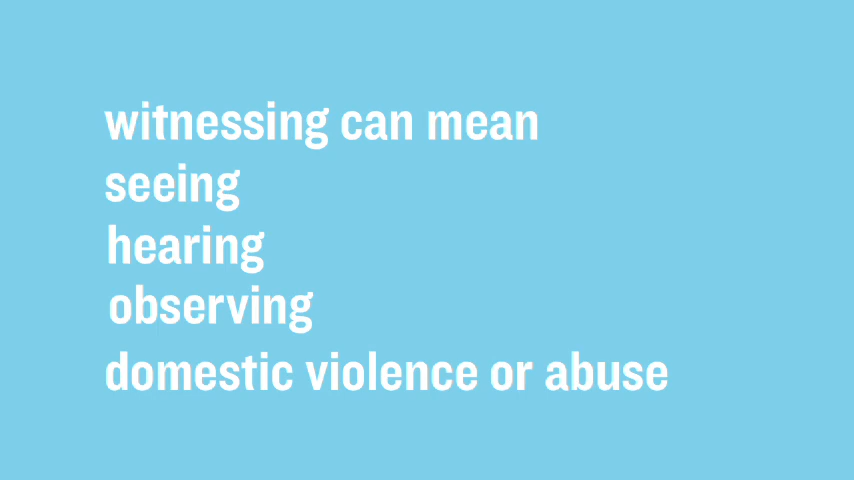 witnessing can mean
seeing
hearing
observing
domestic violence or abuse